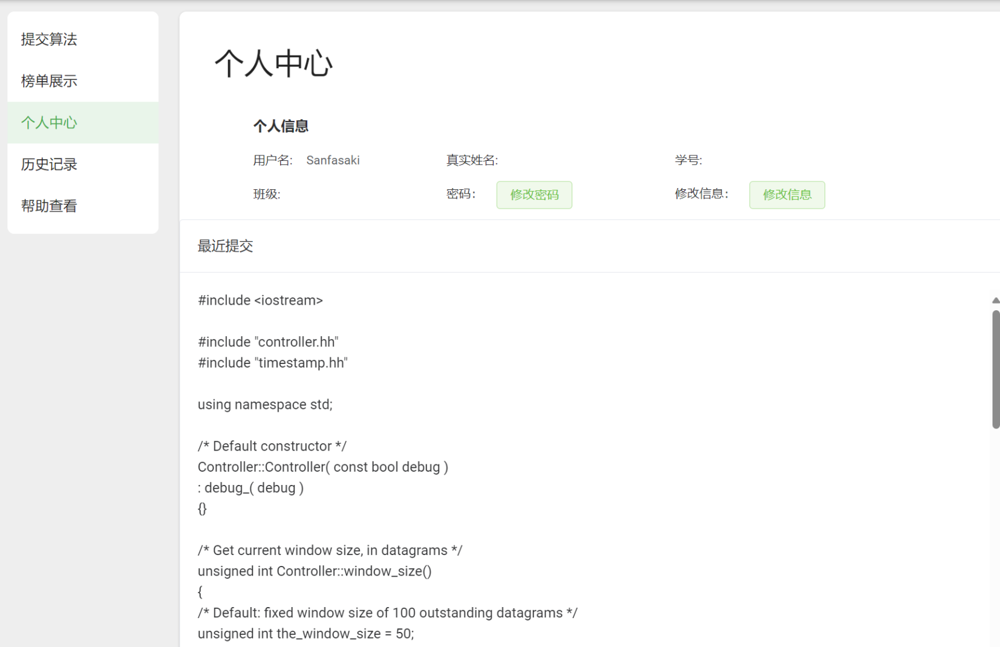 提交算法
榜单展示
个人中心
历史记录
帮助查看
个人中心
个人信息
用户名: Sanfasaki 真实姓名: 学号:
班级: 密码: 修改密码 修改信息: 修改信息
最近提交
#include <iostream>
#include "controller.hh"
#include "timestamp.hh"
using namespace std;
/* Default constructor */
Controller::Controller( const bool debug )
: debug_( debug )
{}
/* Get current window size, in datagrams */
unsigned int Controller::window_size()
{
/* Default: fixed window size of 100 outstanding datagrams */
unsigned int the_window_size = 50;